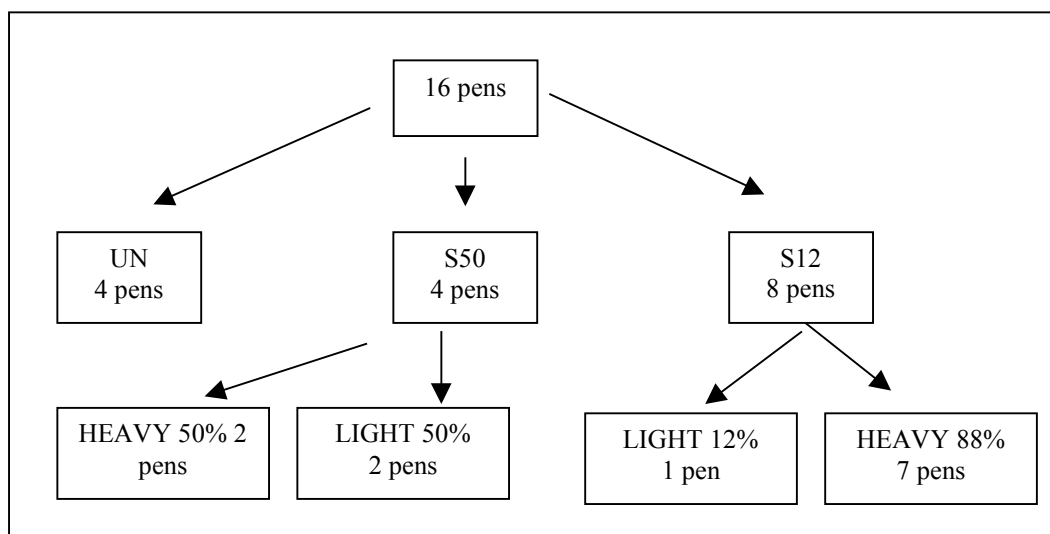 16 pens
UN
4 pens
S50
4 pens
S12
8 pens
HEAVY 50% 2
pens
LIGHT 50%
2 pens
LIGHT 12%
1 pen
HEAVY 88%
7 pens